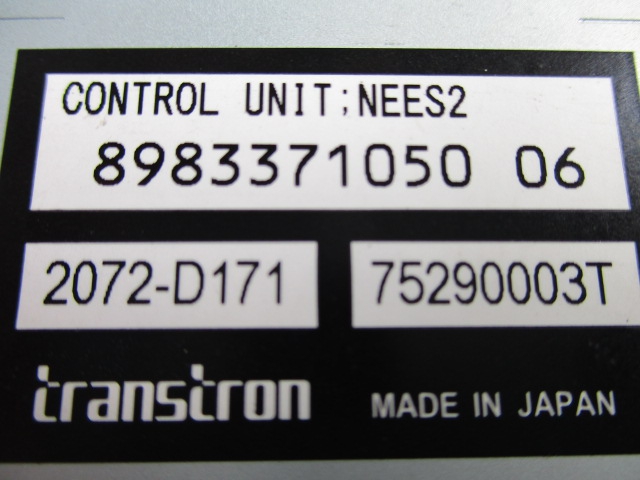 CONTROL UNIT;NEES2
8983371050 06
2072-D171 75290003T
transtron MADE IN JAPAN